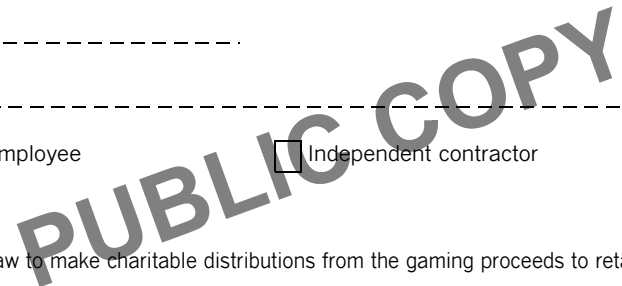 mployee Independent contractor
PUBLIC COPY
aw to make charitable distributions from the gaming proceeds to reta